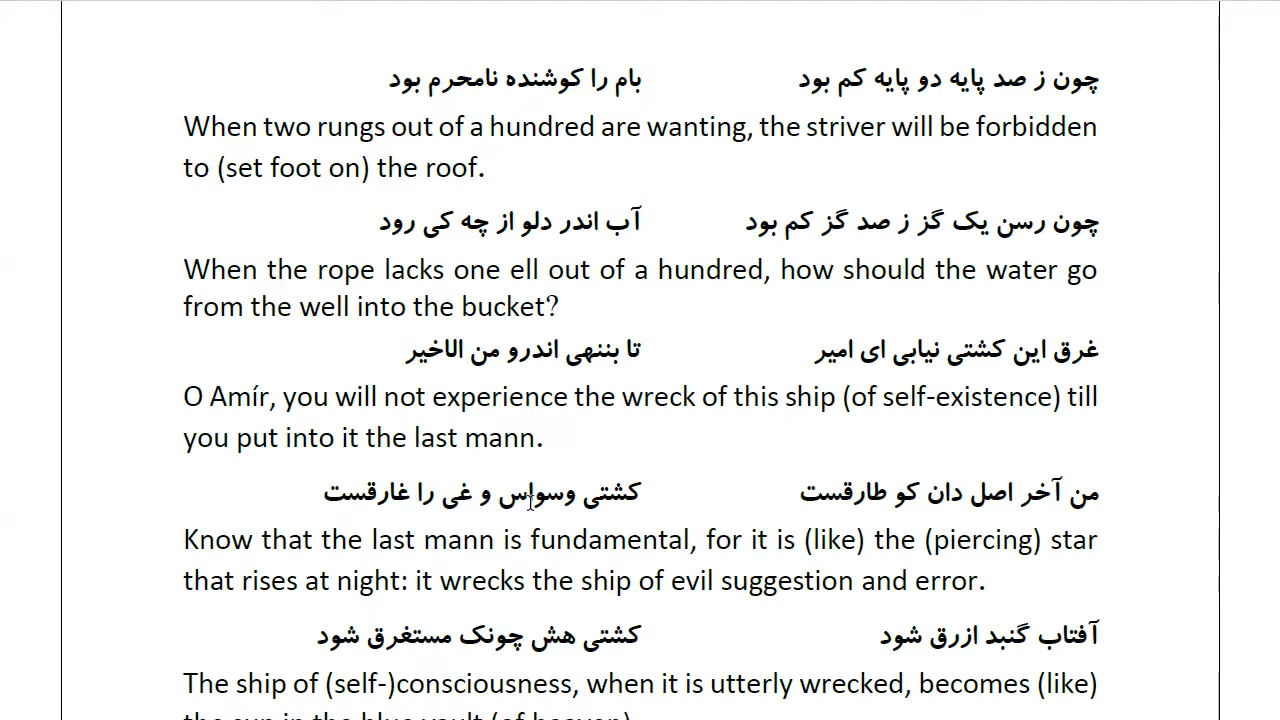 چون ز صد پایه دو پایه کم بود بام را کوشنده نامحرم بود
When two rungs out of a hundred are wanting, the striver will be forbidden
to (set foot on) the roof.
چون رسن یک گز ز صد گز کم بود آب اندر دلو از چه کی رود
When the rope lacks one ell out of a hundred, how should the water go
from the well into the bucket?
غرق این کشتی نیابی ای امیر تا بننهی اندرو من الاخیر
O Amír, you will not experience the wreck of this ship (of self-existence) till
you put into it the last mann.
من آخر اصل دان کو طارقست کشتی وسواس و غی را غارقست
Know that the last mann is fundamental, for it is (like) the (piercing) star
that rises at night: it wrecks the ship of evil suggestion and error.
آفتاب گنبد ازرق شود کشتی هش چونک مستغرق شود
The ship of (self-)consciousness, when it is utterly wrecked, becomes (like)
the sun in the blue vault (of heaven).